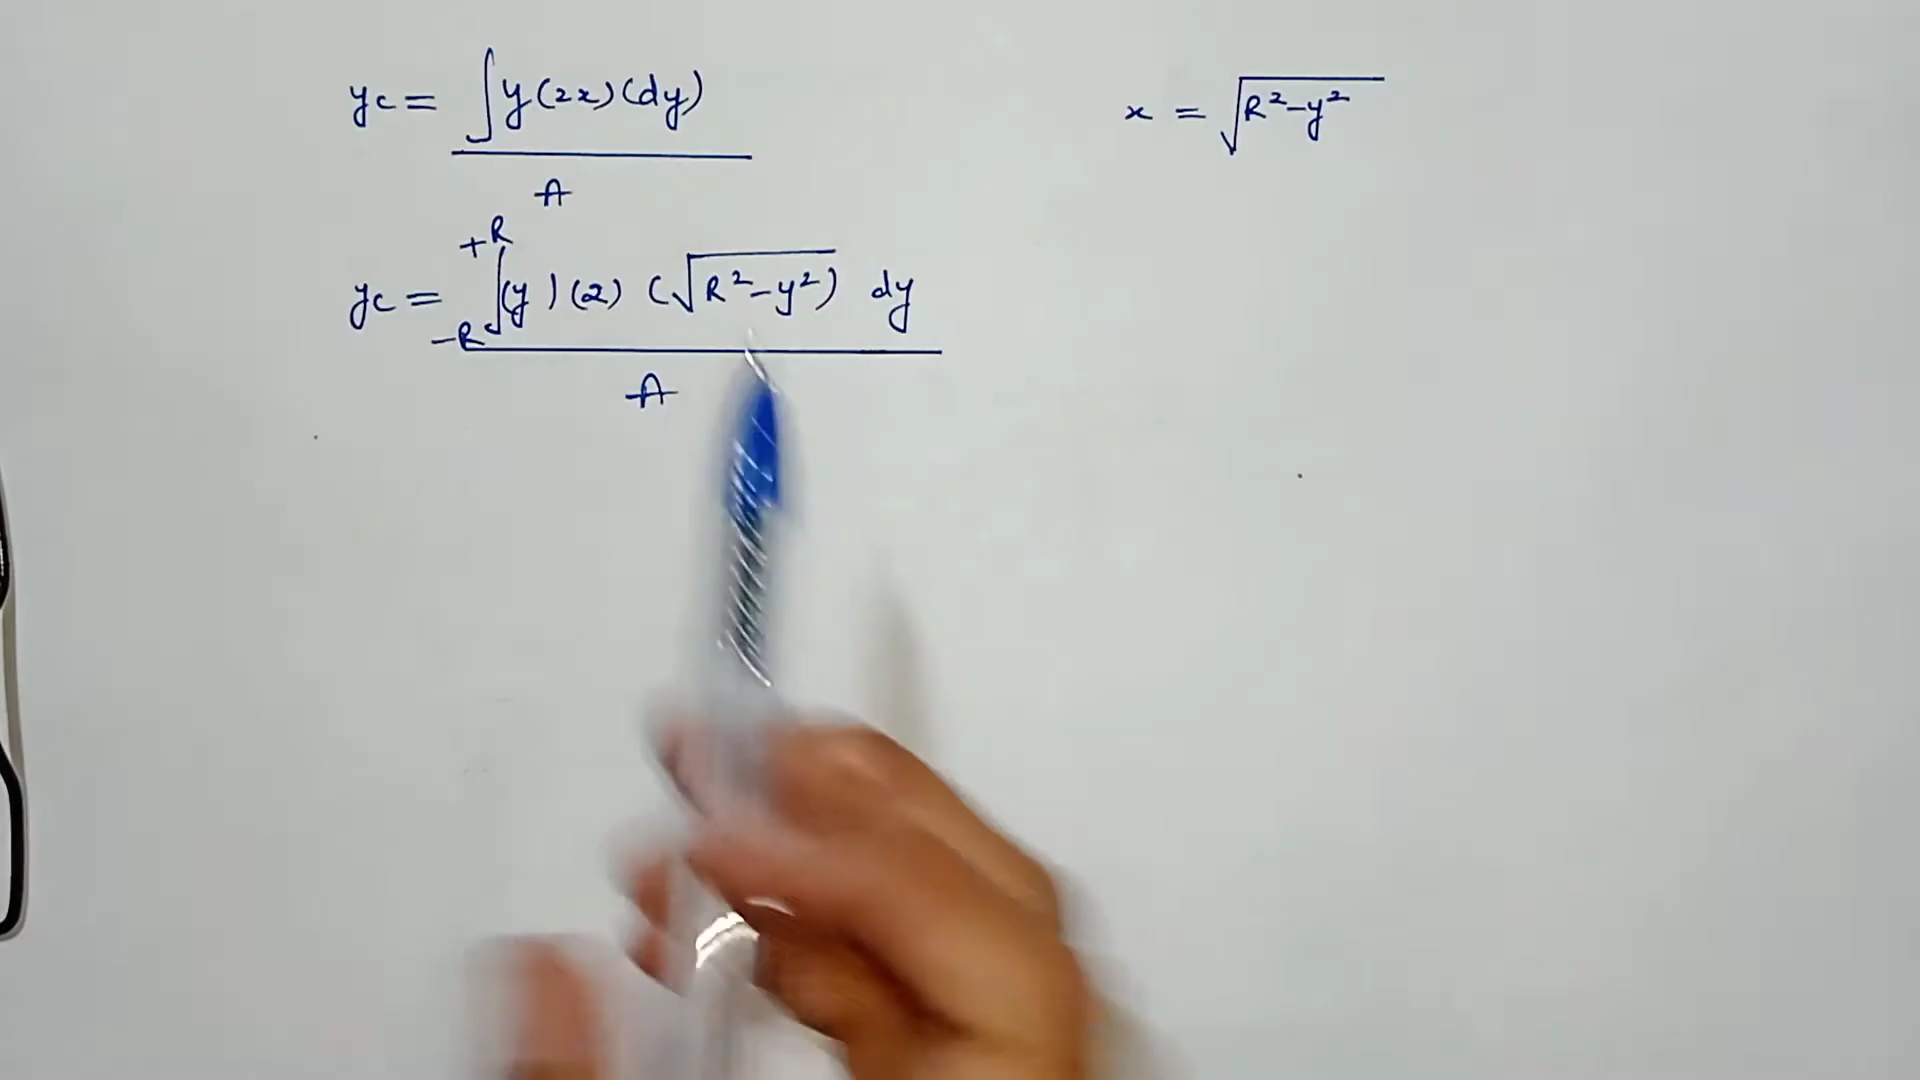 yc = ∫y(2x)(dy)
A
x = √R²-y²
+R
yc = ∫(y)(2)(√R²-y²) dy
-R
A